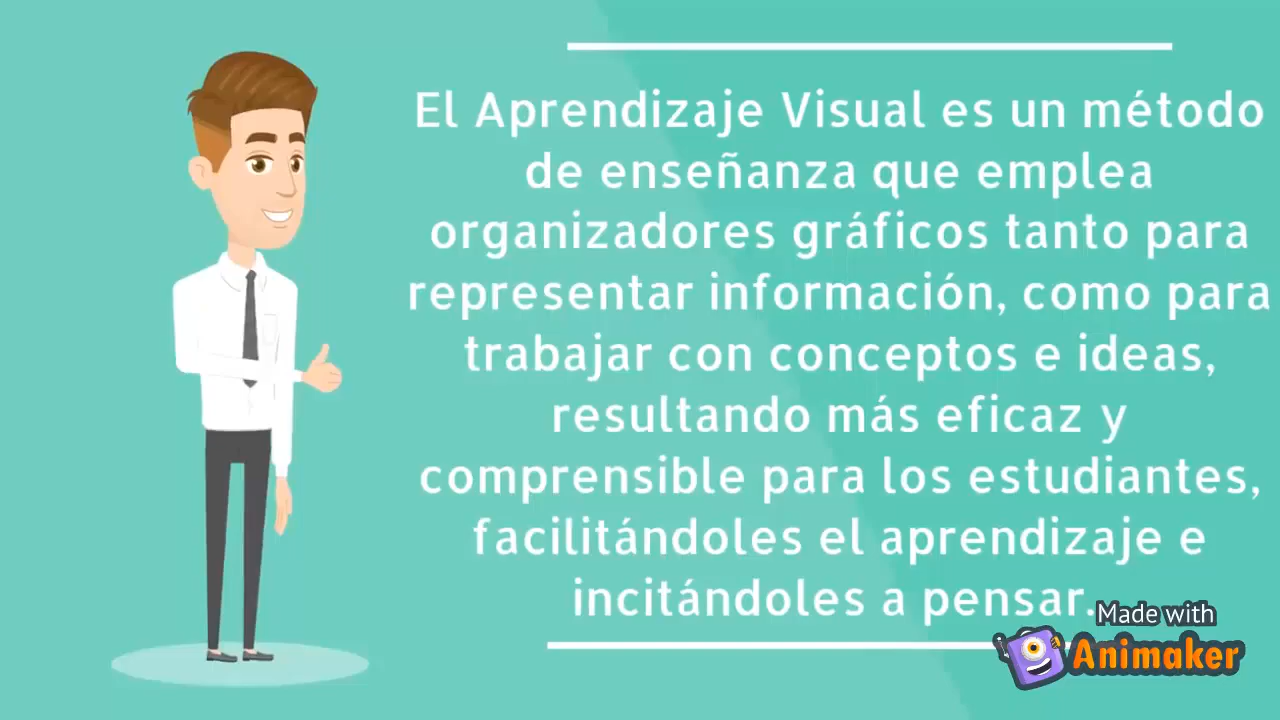 El Aprendizaje Visual es un método
de enseñanza que emplea
organizadores gráficos tanto para
representar información, como para
trabajar con conceptos e ideas,
resultando más eficaz y
comprensible para los estudiantes,
facilitándoles el aprendizaje e
incitándoles a pensar.
Made with
Animaker